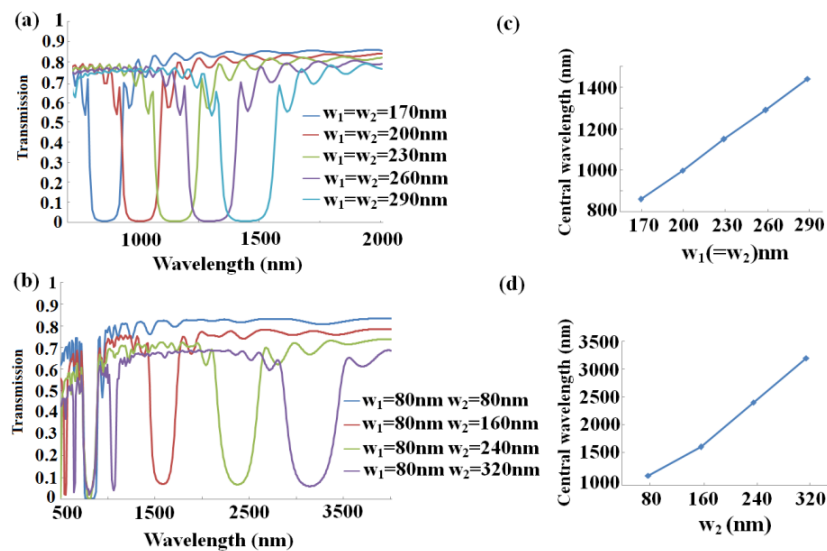 (a)
Transmission
1
0.9
0.8
0.7
0.6
0.5
0.4
0.3
0.2
0.1
0
w1=w2=170nm
w1=w2=200nm
w1=w2=230nm
w1=w2=260nm
w1=w2=290nm
1000 1500 2000
Wavelength (nm)
(c)
Central wavelength (nm)
1400
1200
1000
800
170 200 230 260 290
w1(=w2)nm
(b)
Transmission
1
0.9
0.8
0.7
0.6
0.5
0.4
0.3
0.2
0.1
0
w1=80nm w2=80nm
w1=80nm w2=160nm
w1=80nm w2=240nm
w1=80nm w2=320nm
500 1500 2500 3500
Wavelength (nm)
(d)
Central wavelength (nm)
3500
3000
2500
2000
1500
1000
80 160 240 320
w2 (nm)